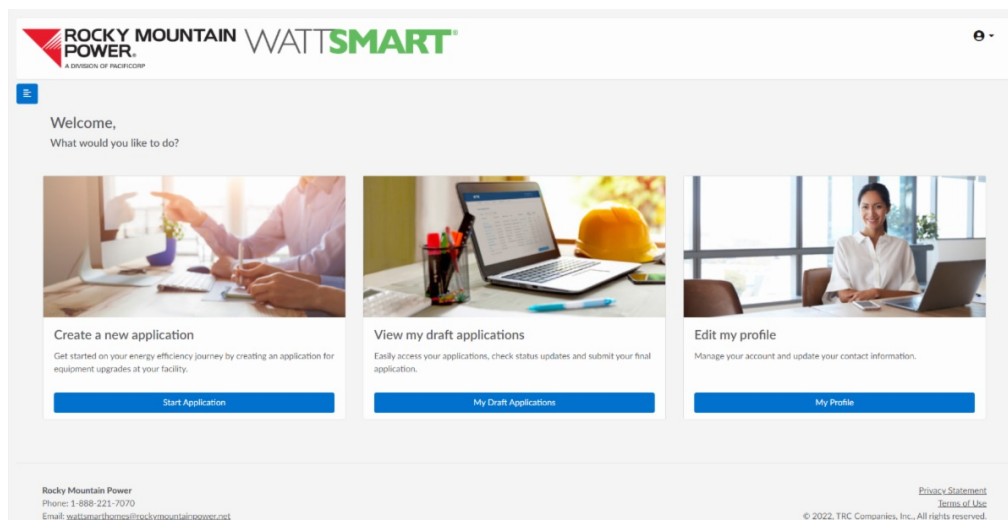 ROCKY MOUNTAIN
POWER.
A DIVISION OF PACIFICORP
WATTSMART®
Welcome,
What would you like to do?
Create a new application
Get started on your energy efficiency journey by creating an application for
equipment upgrades at your facility.
Start Application
View my draft applications
Easily access your applications, check status updates and submit your final
application.
My Draft Applications
Edit my profile
Manage your account and update your contact information.
My Profile
Rocky Mountain Power
Phone: 1-888-221-7070
Email: wattsmarthomes@rockymountainpower.net
Privacy Statement
Terms of Use
© 2022, TRC Companies, Inc., All rights reserved.